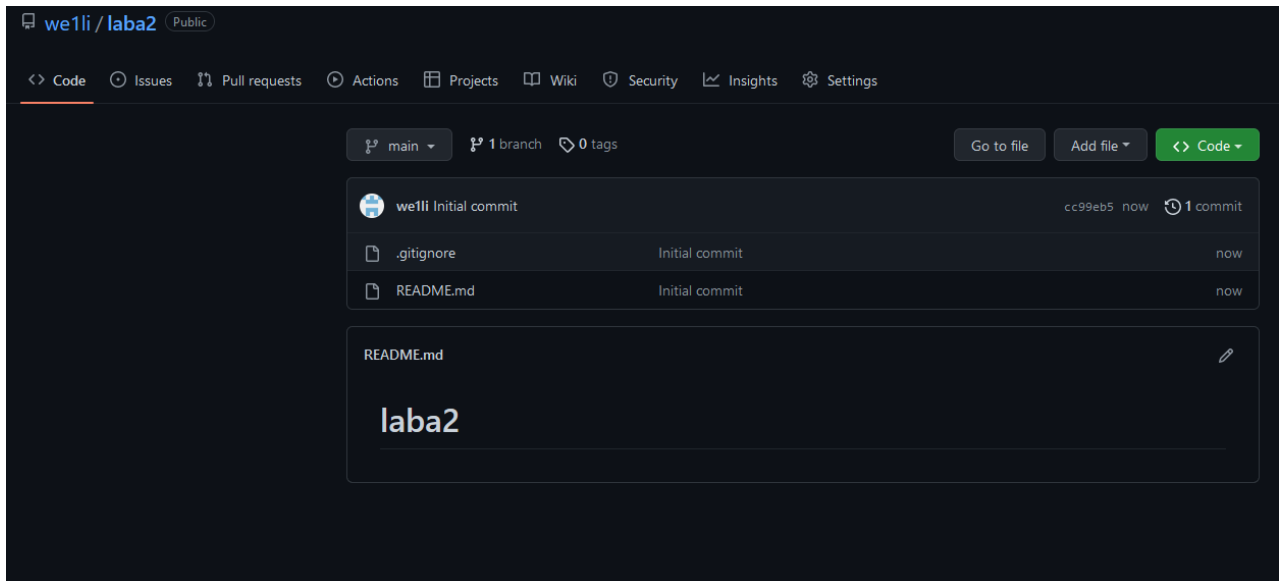 we1li / laba2 Public
Code Issues Pull requests Actions Projects Wiki Security Insights Settings
main 1 branch 0 tags Go to file Add file Code
we1li Initial commit cc99eb5 now 1 commit
.gitignore Initial commit now
README.md Initial commit now
README.md
laba2